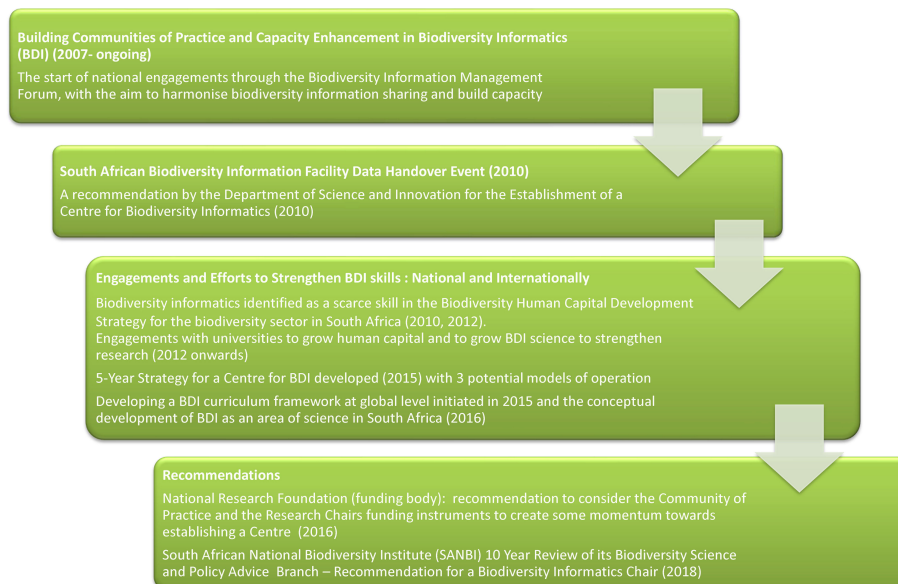 Building Communities of Practice and Capacity Enhancement in Biodiversity Informatics
(BDI) (2007- ongoing)
The start of national engagements through the Biodiversity Information Management
Forum, with the aim to harmonise biodiversity information sharing and build capacity
South African Biodiversity Information Facility Data Handover Event (2010)
A recommendation by the Department of Science and Innovation for the Establishment of a
Centre for Biodiversity Informatics (2010)
Engagements and Efforts to Strengthen BDI skills : National and Internationally
Biodiversity informatics identified as a scarce skill in the Biodiversity Human Capital Development
Strategy for the biodiversity sector in South Africa (2010, 2012).
Engagements with universities to grow human capital and to grow BDI science to strengthen
research (2012 onwards)
5-Year Strategy for a Centre for BDI developed (2015) with 3 potential models of operation
Developing a BDI curriculum framework at global level initiated in 2015 and the conceptual
development of BDI as an area of science in South Africa (2016)
Recommendations
National Research Foundation (funding body):  recommendation to consider the Community of
Practice and the Research Chairs funding instruments to create some momentum towards
establishing a Centre  (2016)
South African National Biodiversity Institute (SANBI) 10 Year Review of its Biodiversity Science
and Policy Advice  Branch – Recommendation for a Biodiversity Informatics Chair (2018)